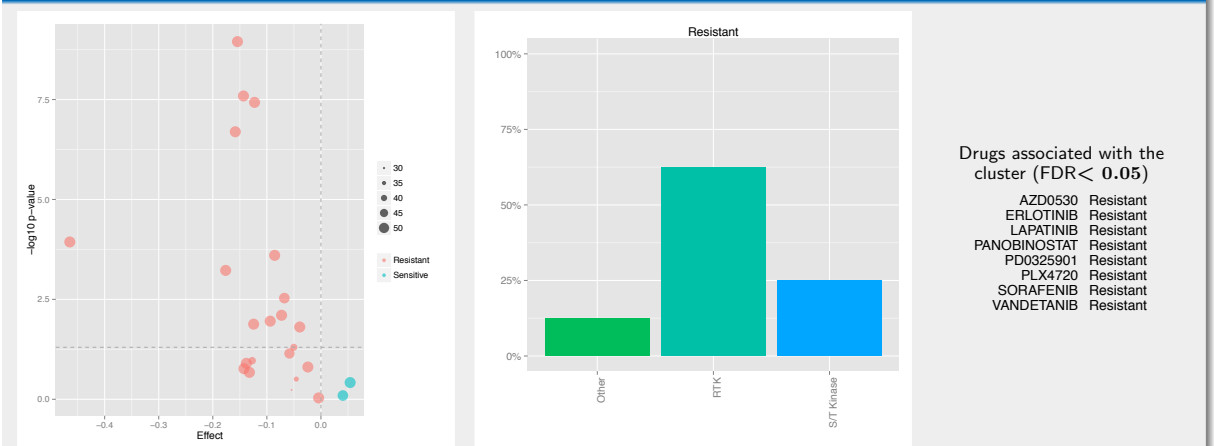 7.5
5.0
2.5
0.0
−log10 p−value
−0.4 −0.3 −0.2 −0.1 0.0
Effect
30
35
40
45
50
Resistant
Sensitive
Resistant
100%
75%
50%
25%
0%
Other
RTK
S/T Kinase
Drugs associated with the
cluster (FDR< 0.05)
AZD0530 Resistant
ERLOTINIB Resistant
LAPATINIB Resistant
PANOBINOSTAT Resistant
PD0325901 Resistant
PLX4720 Resistant
SORAFENIB Resistant
VANDETANIB Resistant